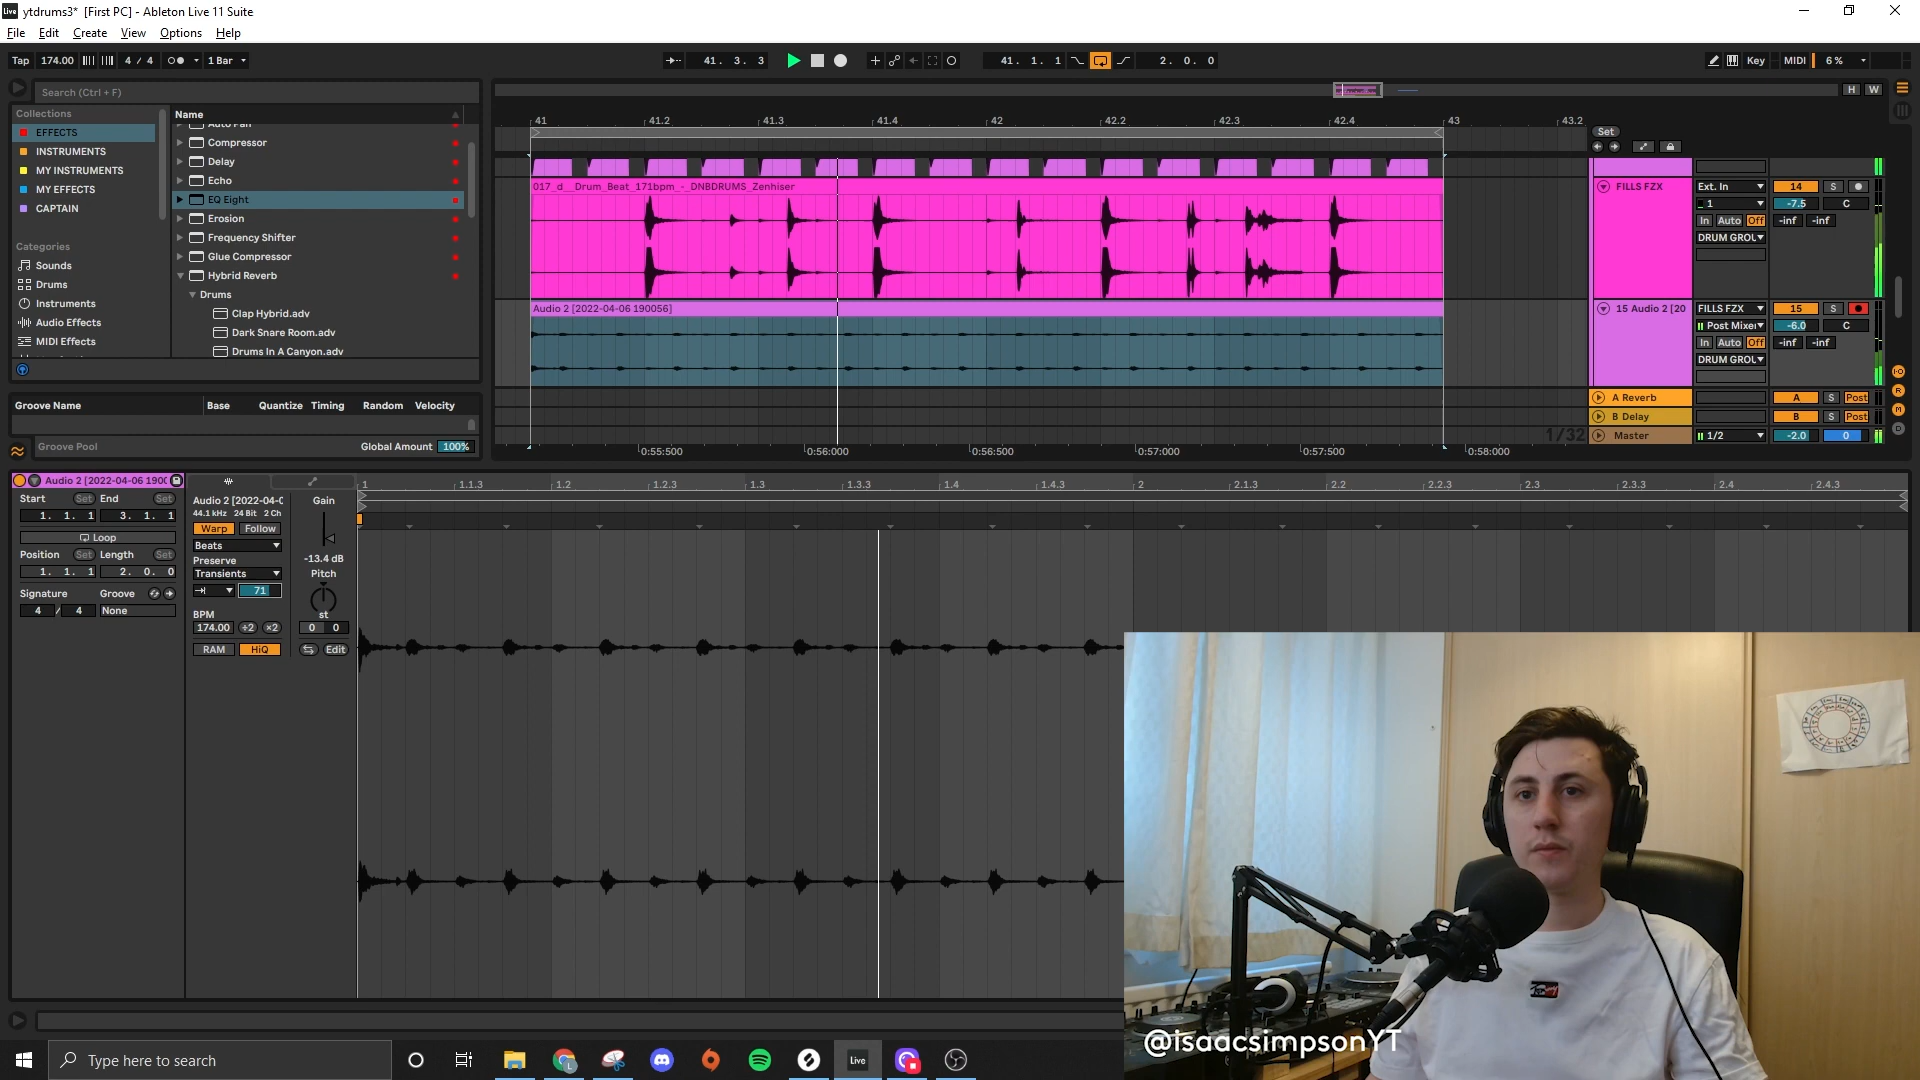 Live ytdrums3* [First PC] - Ableton Live 11 Suite
File Edit Create View Options Help
Tap 174.00 4 / 4 1 Bar 41. 3. 3 41. 1. 1 2. 0. 0 Key MIDI 6 %
Search (Ctrl + F) H W
Collections Name
EFFECTS
INSTRUMENTS
MY INSTRUMENTS
MY EFFECTS
CAPTAIN
Categories
Sounds
Drums
Instruments
Audio Effects
MIDI Effects
Auto Pan
Compressor
Delay
Echo
EQ Eight
Erosion
Frequency Shifter
Glue Compressor
Hybrid Reverb
Drums
Clap Hybrid.adv
Dark Snare Room.adv
Drums In A Canyon.adv
Groove Name Base Quantize Timing Random Velocity
Groove Pool Global Amount 100%
41 41.2 41.3 41.4 42 42.2 42.3 42.4 43 43.2
Set
017_d__Drum_Beat_171bpm_-_DNBDRUMS_Zenhiser
Audio 2 [2022-04-06 190056]
FILLS FZX Ext. In 14 S
1 -7.5 C
In Auto Off -inf -inf
DRUM GROU
15 Audio 2 [20 FILLS FZX 15 S
Post Mixer -6.0 C
In Auto Off -inf -inf
DRUM GROU
A Reverb A S Post
B Delay B S Post
1/32 Master 1/2 -2.0 0
0:55:500 0:56:000 0:56:500 0:57:000 0:57:500 0:58:000
Audio 2 [2022-04-06 1900
Start Set End Set
1. 1. 1 3. 1. 1
Loop
Position Set Length Set
1. 1. 1 2. 0. 0
Signature Groove
4 / 4 None
Audio 2 [2022-04-0
44.1 kHz 24 Bit 2 Ch
Warp Follow
Beats
Preserve
Transients
71
BPM
174.00 ÷2 ×2
RAM HiQ
Gain
-13.4 dB
Pitch
st
0 0
Edit
1 1.1.3 1.2 1.2.3 1.3 1.3.3 1.4 1.4.3 2 2.1.3 2.2 2.2.3 2.3 2.3.3 2.4 2.4.3
@isaacsimpsonYT
Type here to search
Live